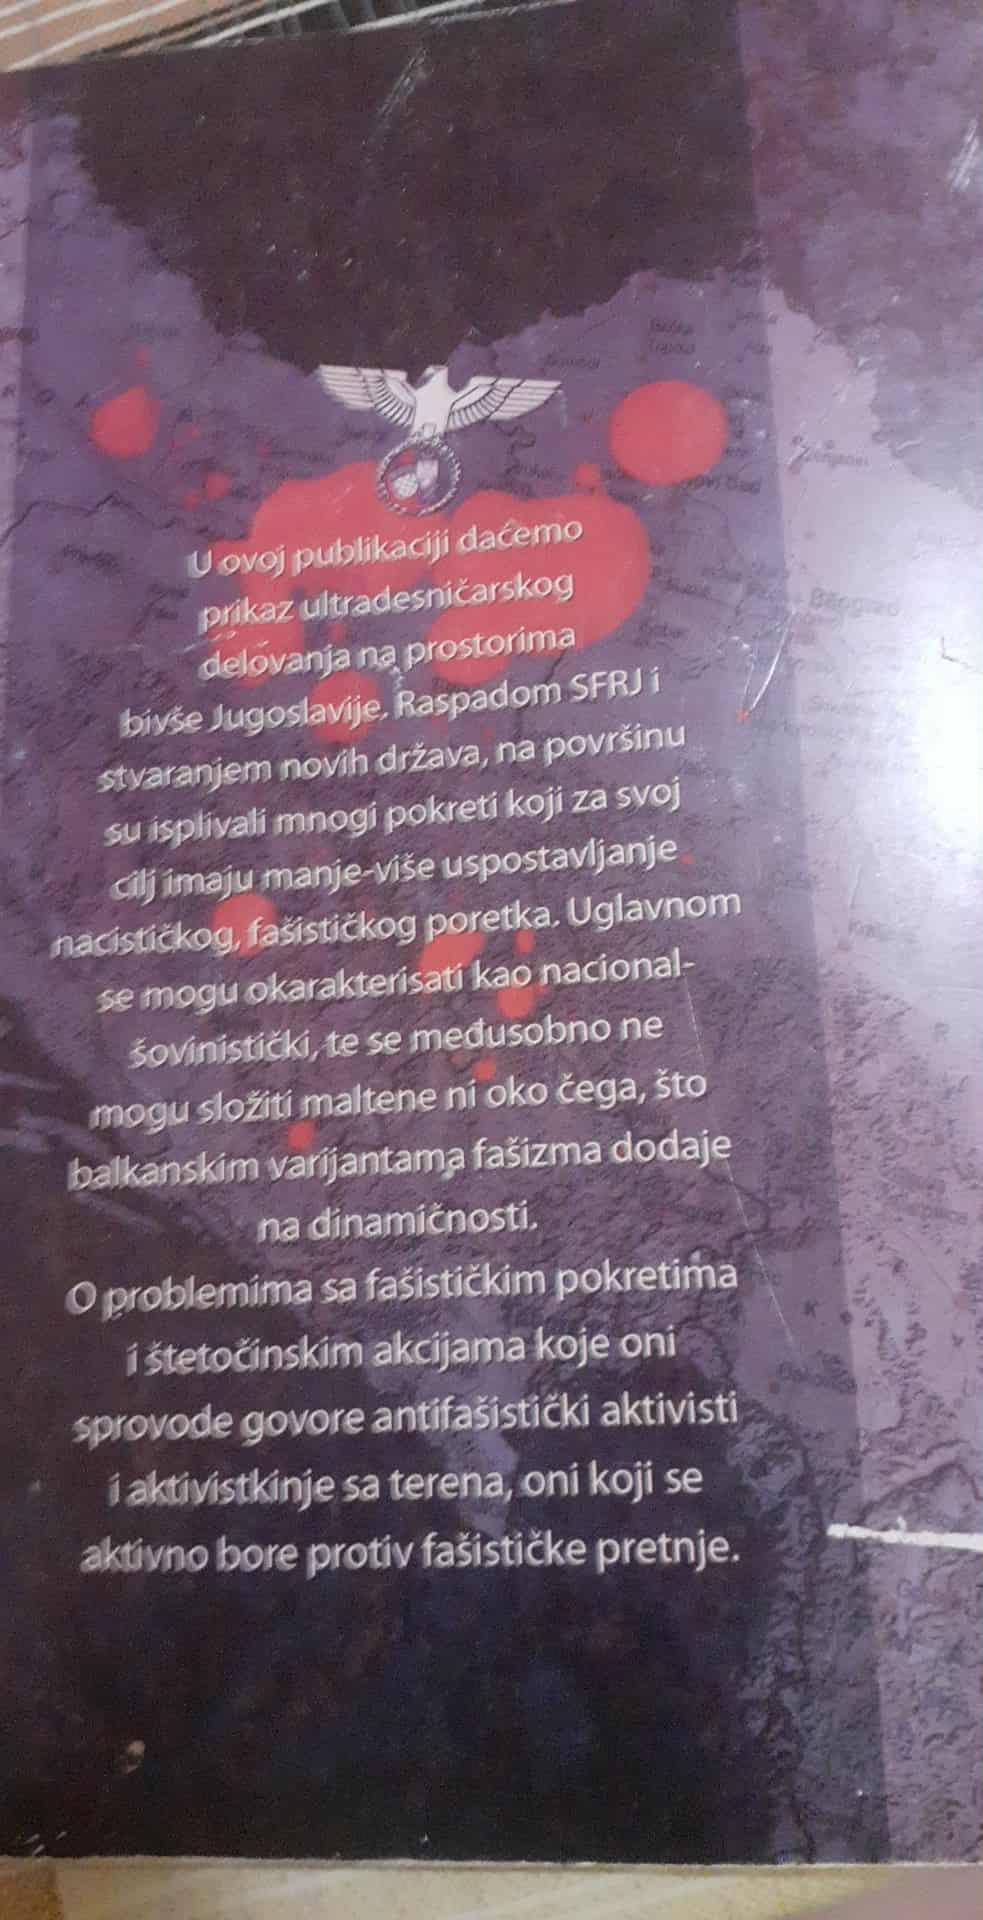 U ovoj publikaciji daćemo
prikaz ultradesničarskog
delovanja na prostorima
bivše Jugoslavije. Raspadom SFRJ i
stvaranjem novih država, na površinu
su isplivali mnogi pokreti koji za svoj
cilj imaju manje-više uspostavljanje
nacističkog, fašističkog poretka. Uglavnom
se mogu okarakterisati kao nacional-
šovinistički, te se međusobno ne
mogu složiti maltene ni oko čega, što
balkanskim varijantama fašizma dodaje
na dinamičnosti.
O problemima sa fašističkim pokretima
i štetočinskim akcijama koje oni
sprovode govore antifašistički aktivisti
i aktivistkinje sa terena, oni koji se
aktivno bore protiv fašističke pretnje.
Beograd